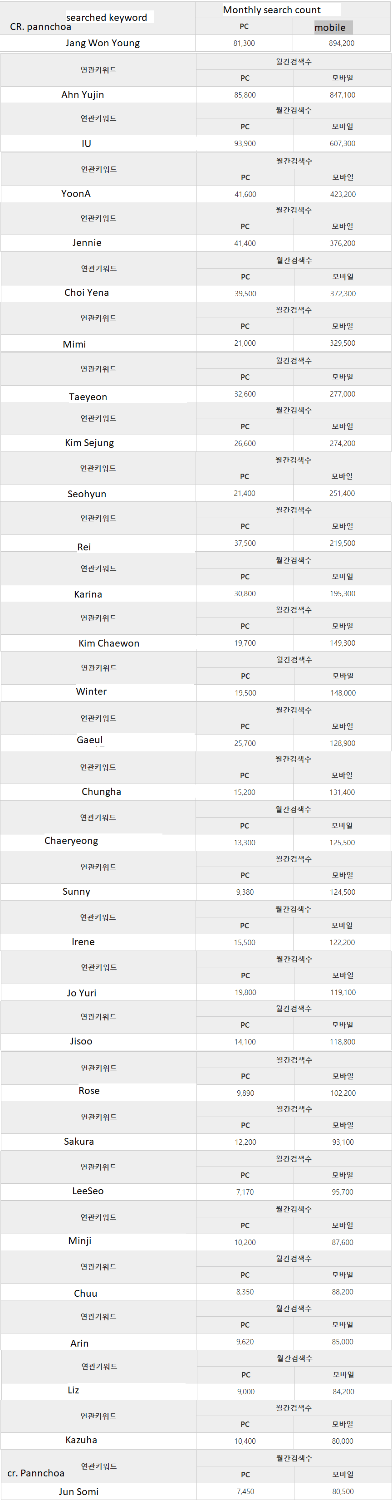 searched keyword Monthly search count
CR. pannchoa PC mobile
Jang Won Young 81,300 894,200
연관키워드 월간검색수
PC 모바일
Ahn Yujin 85,800 847,100
연관키워드 월간검색수
PC 모바일
IU 93,900 607,300
연관키워드 월간검색수
PC 모바일
YoonA 41,600 423,200
연관키워드 월간검색수
PC 모바일
Jennie 41,400 376,200
연관키워드 월간검색수
PC 모바일
Choi Yena 39,500 372,300
연관키워드 월간검색수
PC 모바일
Mimi 21,000 329,500
연관키워드 월간검색수
PC 모바일
Taeyeon 32,600 277,000
연관키워드 월간검색수
PC 모바일
Kim Sejung 26,600 274,200
연관키워드 월간검색수
PC 모바일
Seohyun 21,400 251,400
연관키워드 월간검색수
PC 모바일
Rei 37,500 219,500
연관키워드 월간검색수
PC 모바일
Karina 30,800 195,300
연관키워드 월간검색수
PC 모바일
Kim Chaewon 19,700 149,300
연관키워드 월간검색수
PC 모바일
Winter 19,500 148,000
연관키워드 월간검색수
PC 모바일
Gaeul 25,700 128,900
연관키워드 월간검색수
PC 모바일
Chungha 15,200 131,400
연관키워드 월간검색수
PC 모바일
Chaeryeong 13,300 125,500
연관키워드 월간검색수
PC 모바일
Sunny 9,380 124,500
연관키워드 월간검색수
PC 모바일
Irene 15,500 122,200
연관키워드 월간검색수
PC 모바일
Jo Yuri 19,800 119,100
연관키워드 월간검색수
PC 모바일
Jisoo 14,100 118,800
연관키워드 월간검색수
PC 모바일
Rose 9,890 102,200
연관키워드 월간검색수
PC 모바일
Sakura 12,200 93,100
연관키워드 월간검색수
PC 모바일
LeeSeo 7,170 95,700
연관키워드 월간검색수
PC 모바일
Minji 10,200 87,600
연관키워드 월간검색수
PC 모바일
Chuu 8,350 88,200
연관키워드 월간검색수
PC 모바일
Arin 9,620 85,000
연관키워드 월간검색수
PC 모바일
Liz 9,000 84,200
연관키워드 월간검색수
PC 모바일
Kazuha 10,400 80,000
연관키워드 월간검색수
cr. Pannchoa PC 모바일
Jun Somi 7,450 80,500